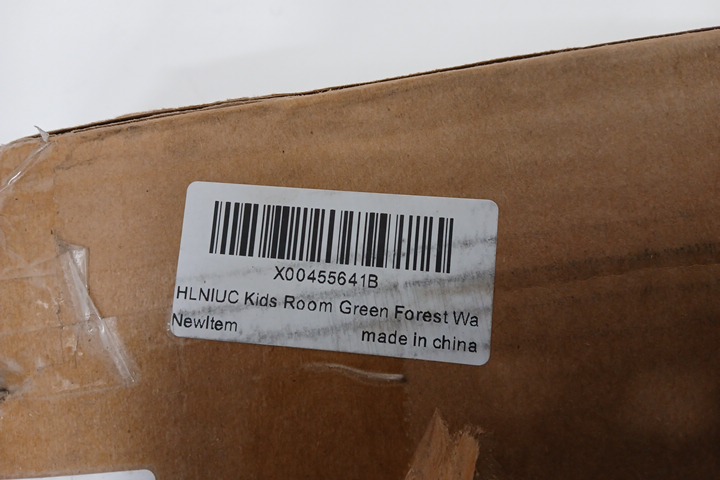 X00455641B
HLNIUC Kids Room Green Forest Wa
NewItem
made in china